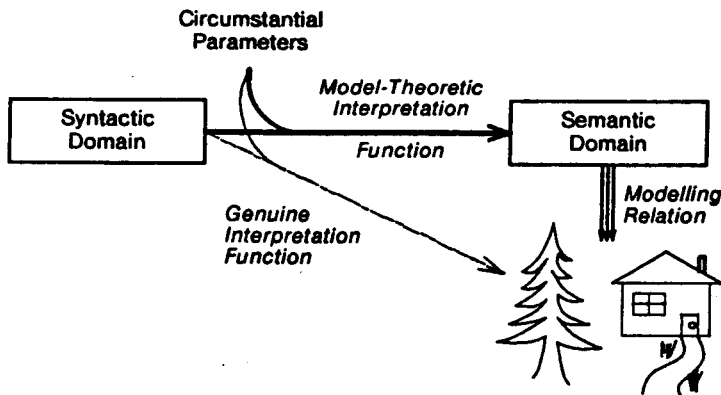 Circumstantial
Parameters
Model-Theoretic
Interpretation
Function
Syntactic
Domain
Semantic
Domain
Modelling
Relation
Genuine
Interpretation
Function